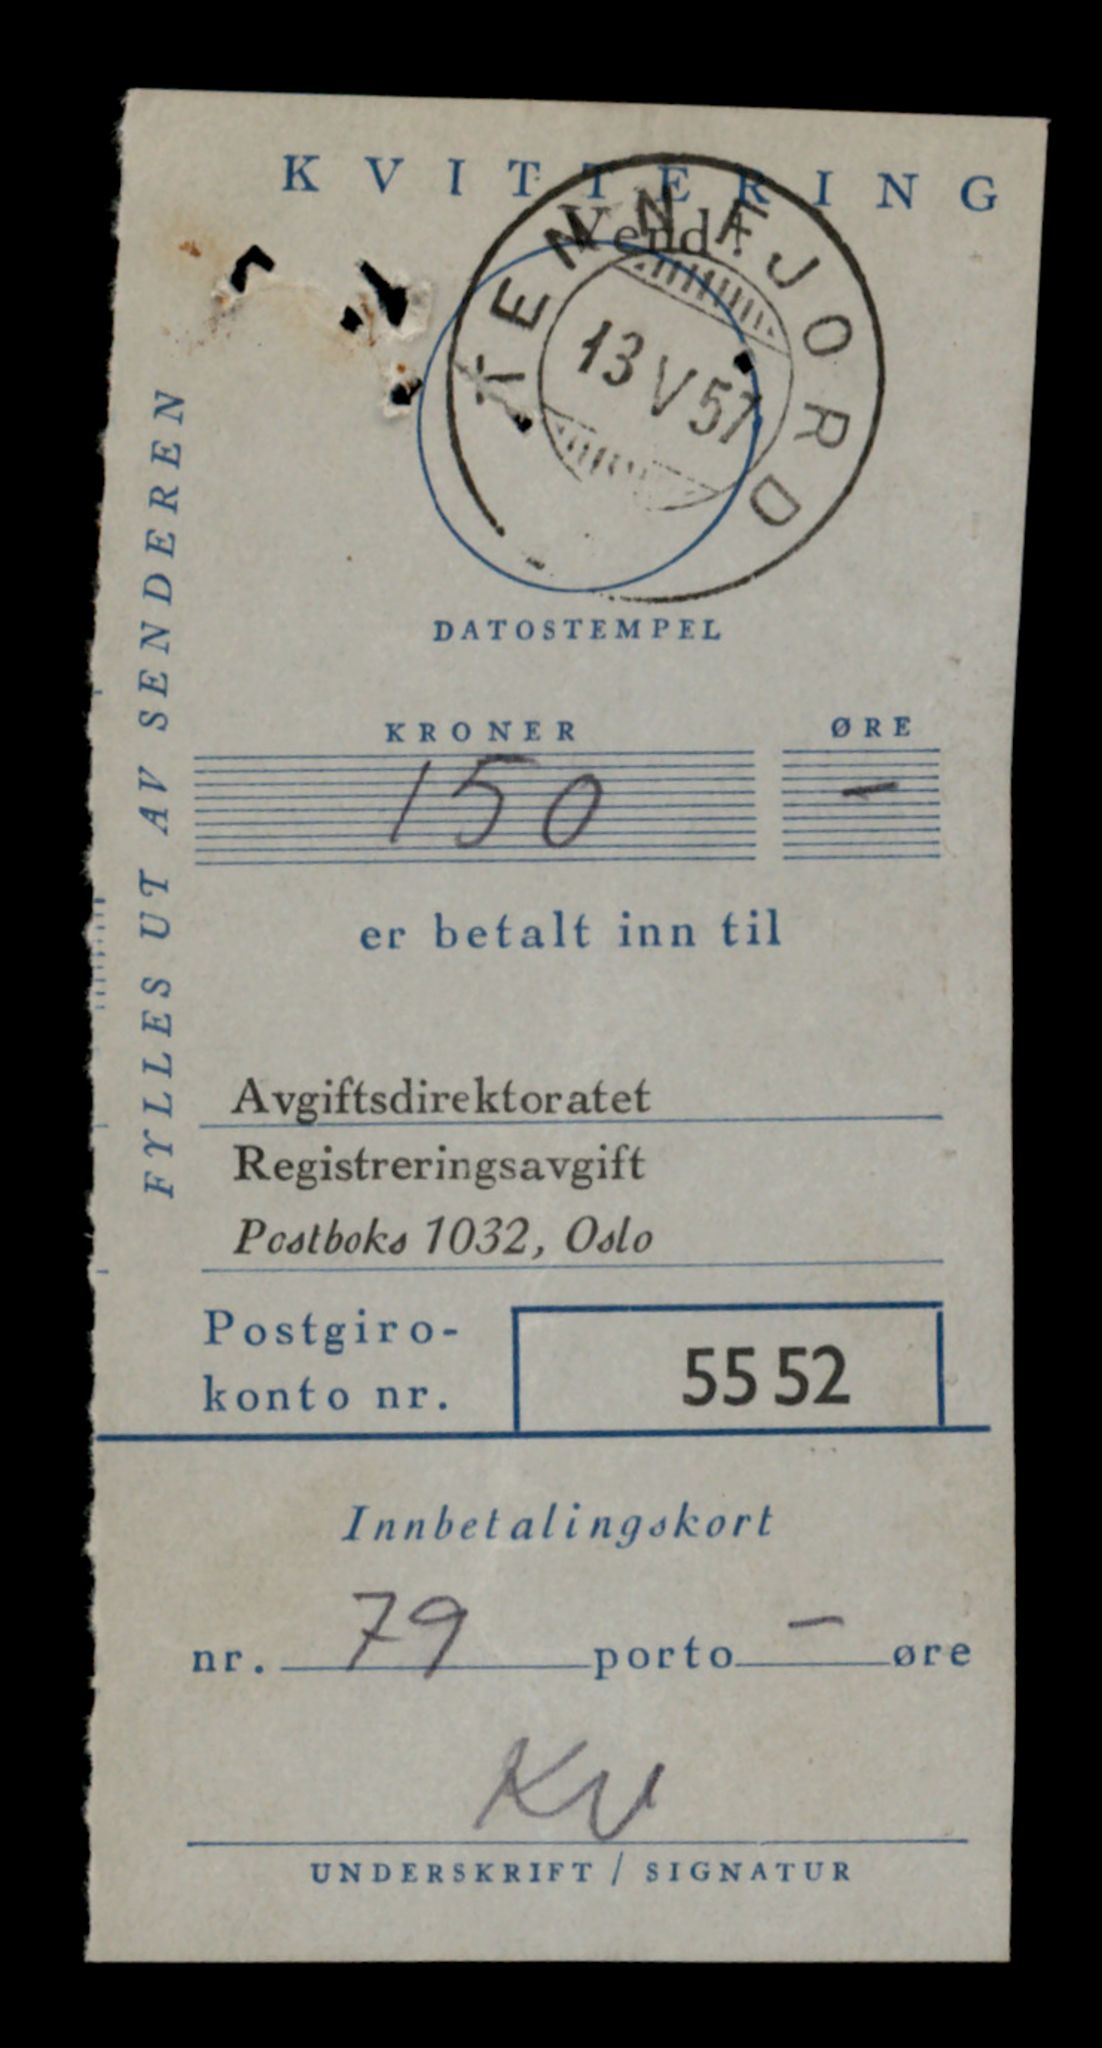 KVITTERING
Vend!
TENNFJORD
13 V 57
DATOSTEMPEL
FYLLES UT AV SENDEREN
KRONER ØRE
150 –
er betalt inn til
Avgiftsdirektoratet
Registreringsavgift
Postboks 1032, Oslo
Postgiro-
konto nr. 55 52
Innbetalingskort
nr. 79 porto – øre
KV
UNDERSKRIFT / SIGNATUR